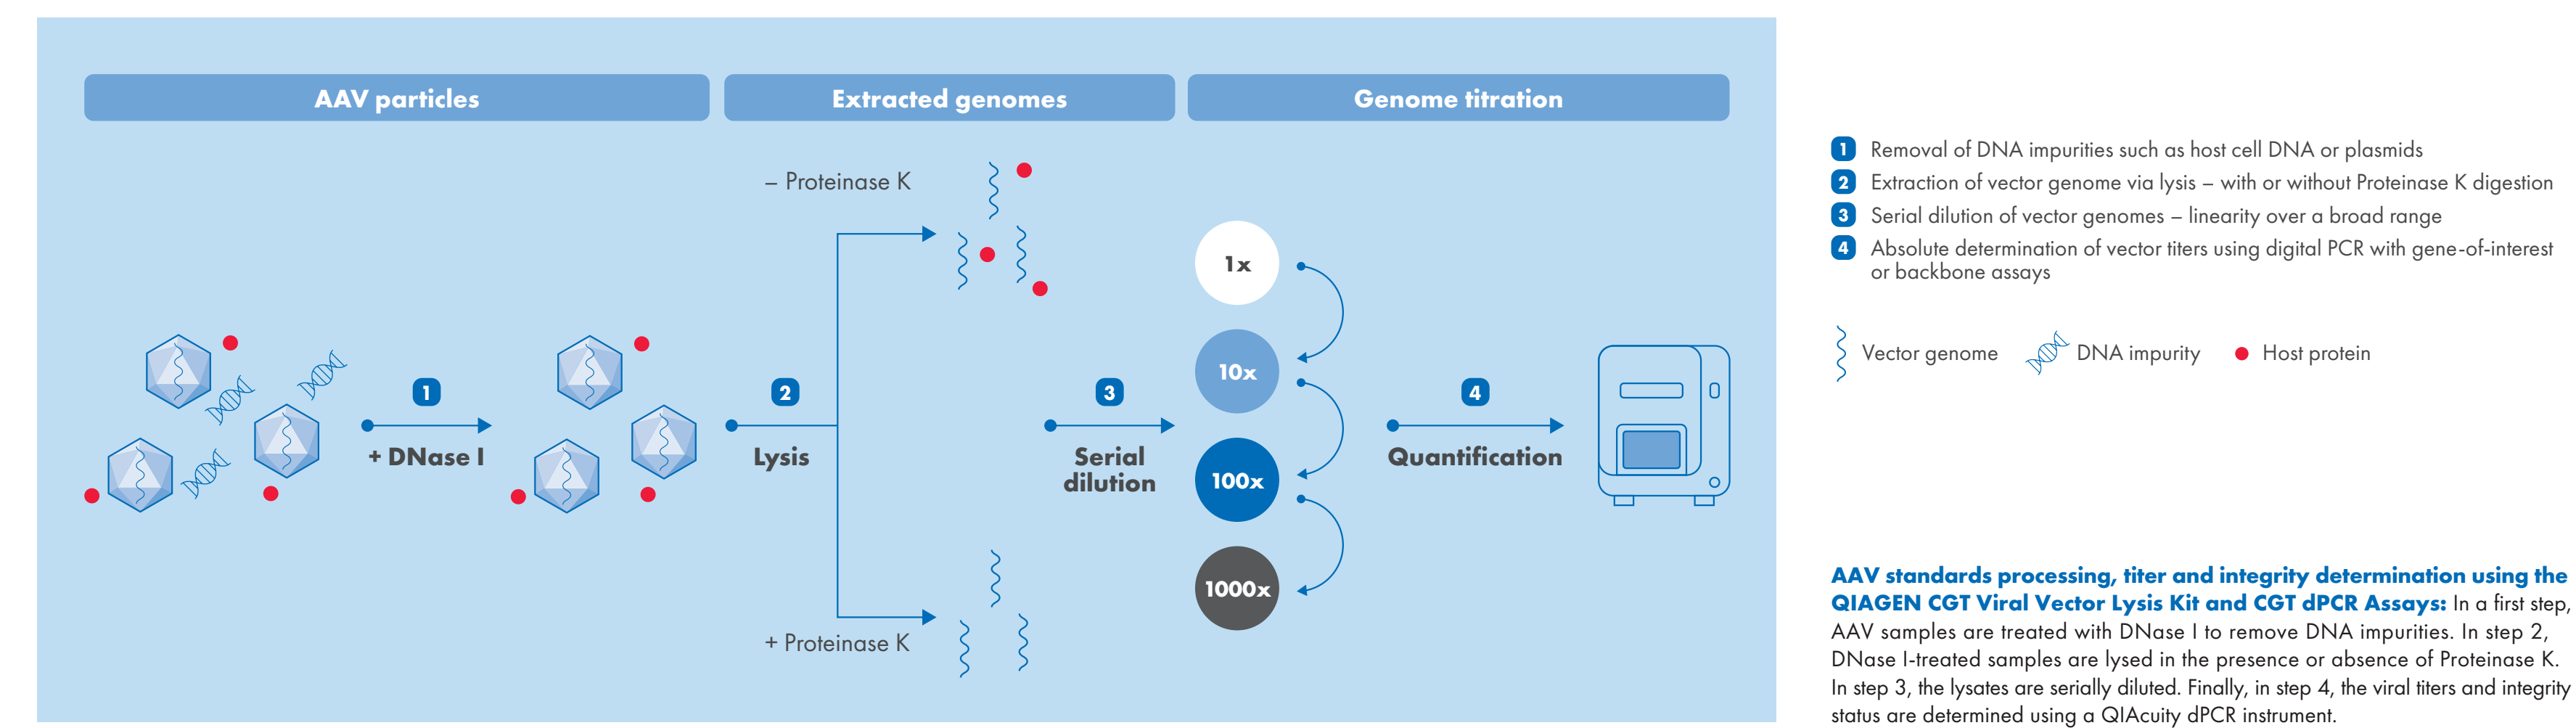 AAV particles
Extracted genomes
Genome titration
– Proteinase K
+ Proteinase K
1
+ DNase I
2
Lysis
3
Serial
dilution
1x
10x
100x
1000x
4
Quantification
1 Removal of DNA impurities such as host cell DNA or plasmids
2 Extraction of vector genome via lysis – with or without Proteinase K digestion
3 Serial dilution of vector genomes – linearity over a broad range
4 Absolute determination of vector titers using digital PCR with gene-of-interest
or backbone assays
Vector genome
DNA impurity
Host protein
AAV standards processing, titer and integrity determination using the
QIAGEN CGT Viral Vector Lysis Kit and CGT dPCR Assays: In a first step,
AAV samples are treated with DNase I to remove DNA impurities. In step 2,
DNase I-treated samples are lysed in the presence or absence of Proteinase K.
In step 3, the lysates are serially diluted. Finally, in step 4, the viral titers and integrity
status are determined using a QIAcuity dPCR instrument.